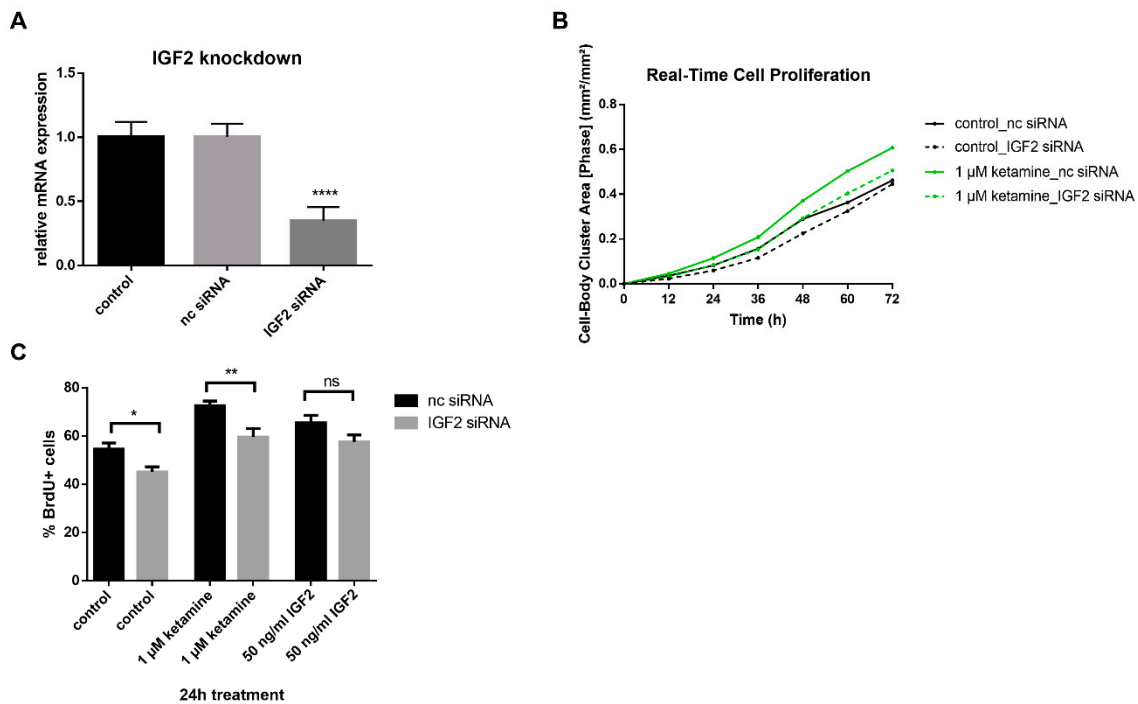 A
IGF2 knockdown
relative mRNA expression
1.5
1.0
0.5
0.0
****
control
nc siRNA
IGF2 siRNA
B
Real-Time Cell Proliferation
Cell-Body Cluster Area [Phase] (mm²/mm²)
0.8
0.6
0.4
0.2
0.0
0 12 24 36 48 60 72
Time (h)
control_nc siRNA
control_IGF2 siRNA
1 µM ketamine_nc siRNA
1 µM ketamine_IGF2 siRNA
C
% BrdU+ cells
80
60
40
20
0
*
**
ns
nc siRNA
IGF2 siRNA
control
control
1 µM ketamine
1 µM ketamine
50 ng/ml IGF2
50 ng/ml IGF2
24h treatment